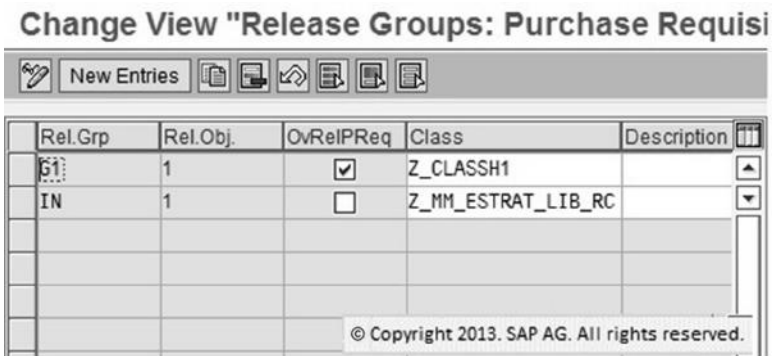 Change View "Release Groups: Purchase Requisi
New Entries
Rel.Grp Rel.Obj. OvRelPReq Class Description
G1 1 Z_CLASSH1
IN 1 Z_MM_ESTRAT_LIB_RC
© Copyright 2013. SAP AG. All rights reserved.